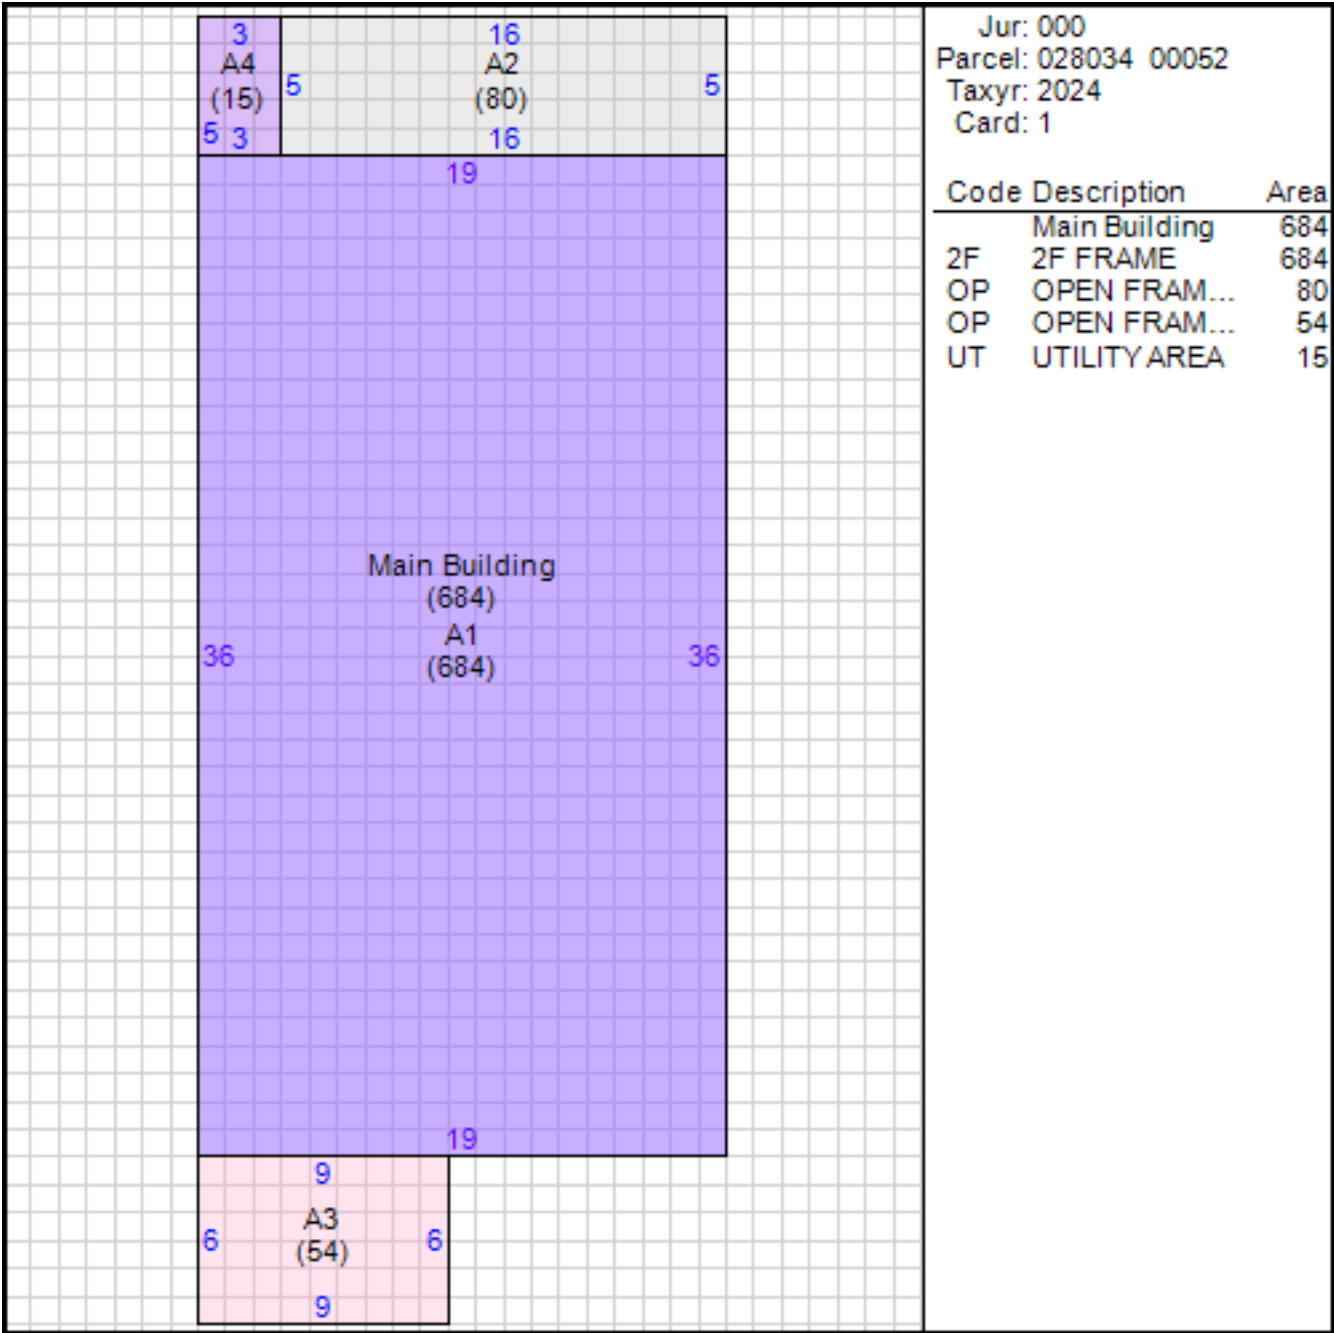 3
A4
(15)
5 3
16
A2
(80)
5
5
16
19
Main Building
(684)
A1
(684)
36
36
19
9
A3
(54)
6
6
9
Jur: 000
Parcel: 028034 00052
Taxyr: 2024
Card: 1
Code Description Area
Main Building 684
2F 2F FRAME 684
OP OPEN FRAM... 80
OP OPEN FRAM... 54
UT UTILITY AREA 15